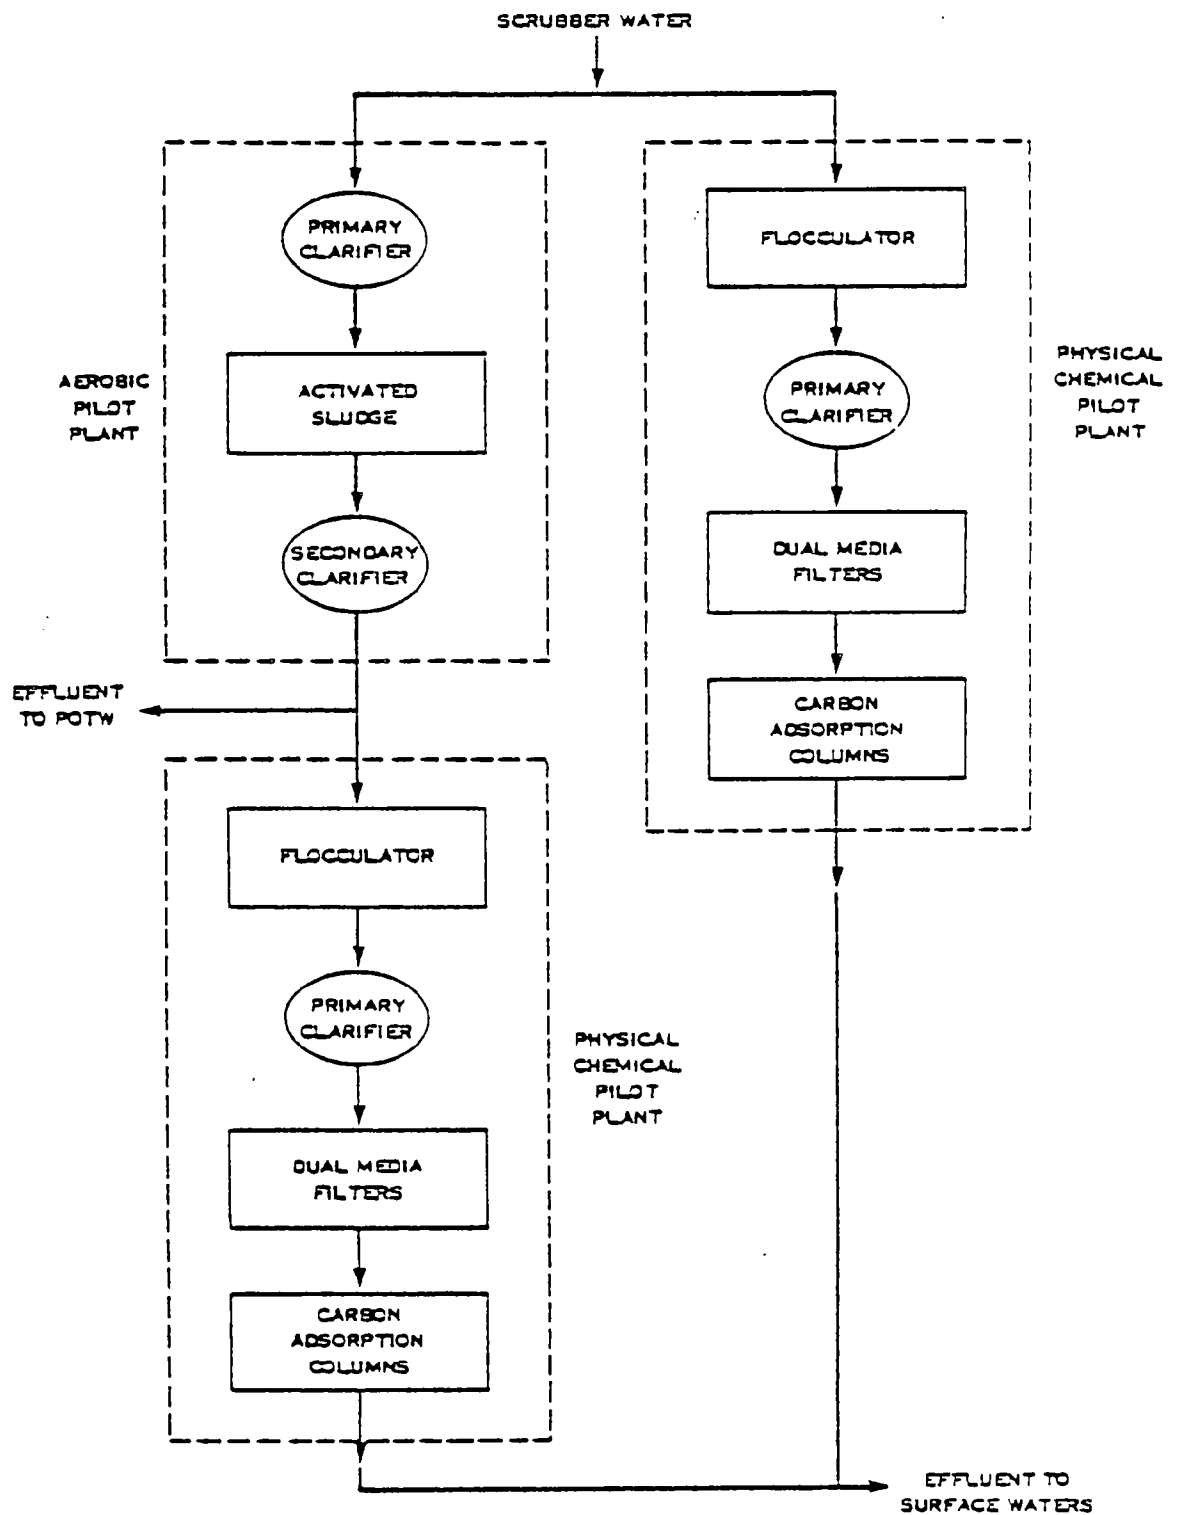 SCRUBBER WATER
PRIMARY
CLARIFIER
ACTIVATED
SLUDGE
SECONDARY
CLARIFIER
AEROBIC
PILOT
PLANT
EFFLUENT
TO POTW
FLOCCULATOR
PRIMARY
CLARIFIER
DUAL MEDIA
FILTERS
CARBON
ADSORPTION
COLUMNS
PHYSICAL
CHEMICAL
PILOT
PLANT
FLOCCULATOR
PRIMARY
CLARIFIER
DUAL MEDIA
FILTERS
CARBON
ADSORPTION
COLUMNS
PHYSICAL
CHEMICAL
PILOT
PLANT
EFFLUENT TO
SURFACE WATERS